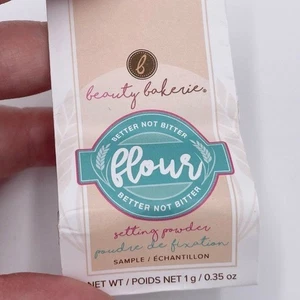 b
beauty bakerie®
BETTER NOT BITTER
flour
BETTER NOT BITTER
setting powder
poudre de fixation
SAMPLE / ÉCHANTILLON
NET WT / POIDS NET 1 g / 0.35 oz